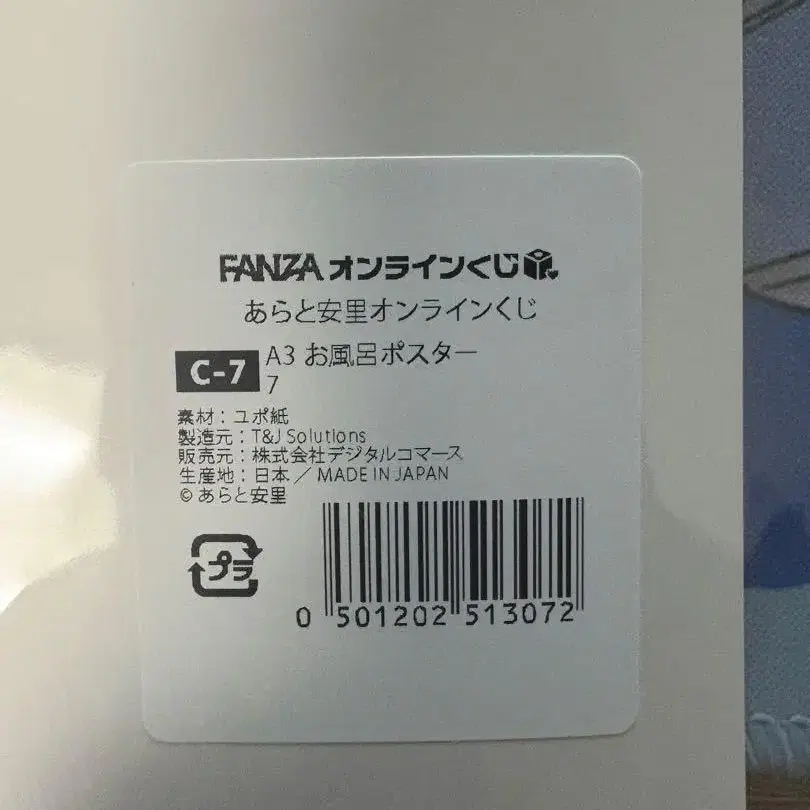 FANZA オンラインくじ
あらと安里オンラインくじ
C-7 A3 お風呂ポスター
7
素材：ユポ紙
製造元：T&J Solutions
販売元：株式会社デジタルコマース
生産地：日本／MADE IN JAPAN
© あらと安里
プラ
0 501202 513072